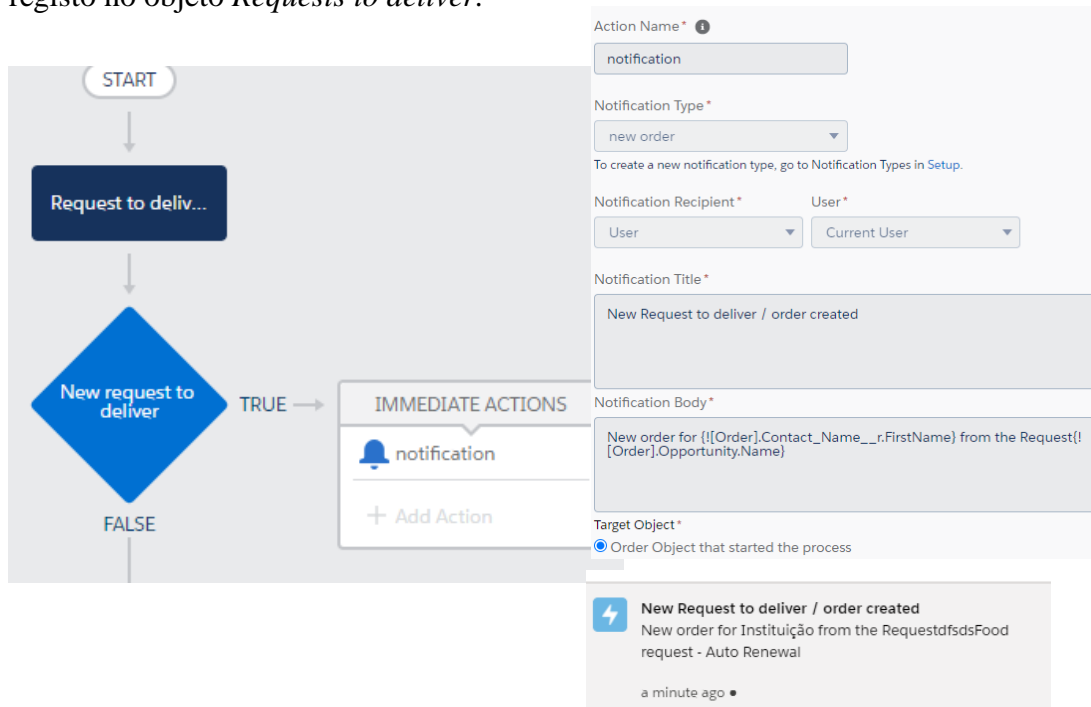 registo no objeto Requests to deliver.
START
Request to deliv...
New request to
deliver
TRUE
IMMEDIATE ACTIONS
notification
+ Add Action
FALSE
Action Name*
notification
Notification Type*
new order
To create a new notification type, go to Notification Types in Setup.
Notification Recipient* User*
User Current User
Notification Title*
New Request to deliver / order created
Notification Body*
New order for {![Order].Contact_Name__r.FirstName} from the Request{!
[Order].Opportunity.Name}
Target Object*
Order Object that started the process
New Request to deliver / order created
New order for Instituição from the RequestdfsdsFood
request - Auto Renewal
a minute ago •